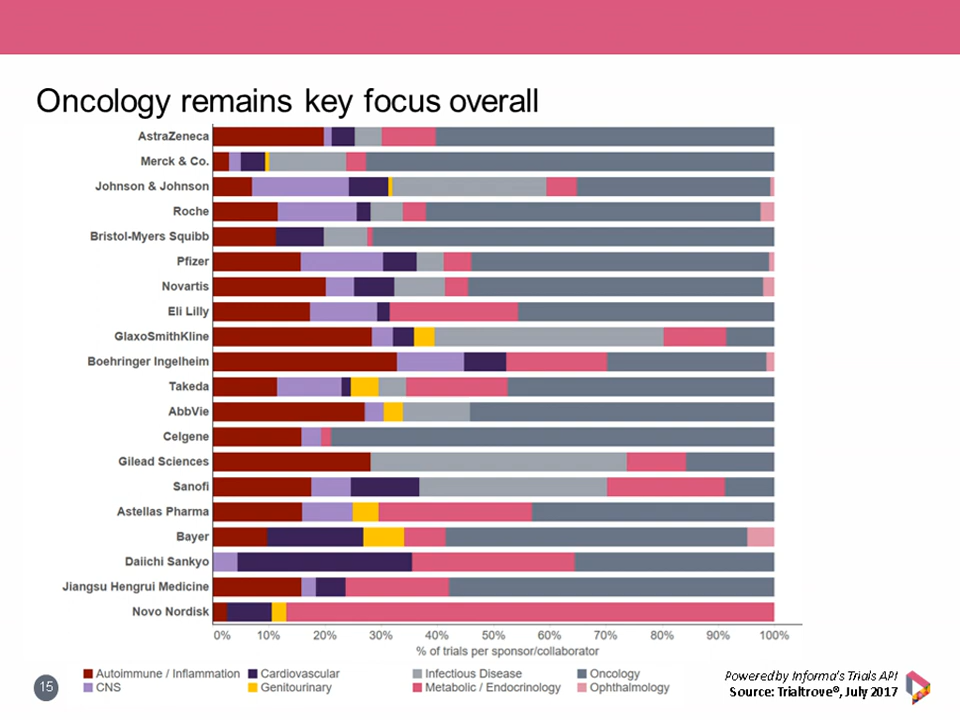 Oncology remains key focus overall
AstraZeneca
Merck & Co.
Johnson & Johnson
Roche
Bristol-Myers Squibb
Pfizer
Novartis
Eli Lilly
GlaxoSmithKline
Boehringer Ingelheim
Takeda
AbbVie
Celgene
Gilead Sciences
Sanofi
Astellas Pharma
Bayer
Daiichi Sankyo
Jiangsu Hengrui Medicine
Novo Nordisk
0% 10% 20% 30% 40% 50% 60% 70% 80% 90% 100%
% of trials per sponsor/collaborator
Autoimmune / Inflammation Cardiovascular Infectious Disease Oncology
CNS Genitourinary Metabolic / Endocrinology Ophthalmology
15
Powered by Informa's Trials API
Source: Trialtrove®, July 2017